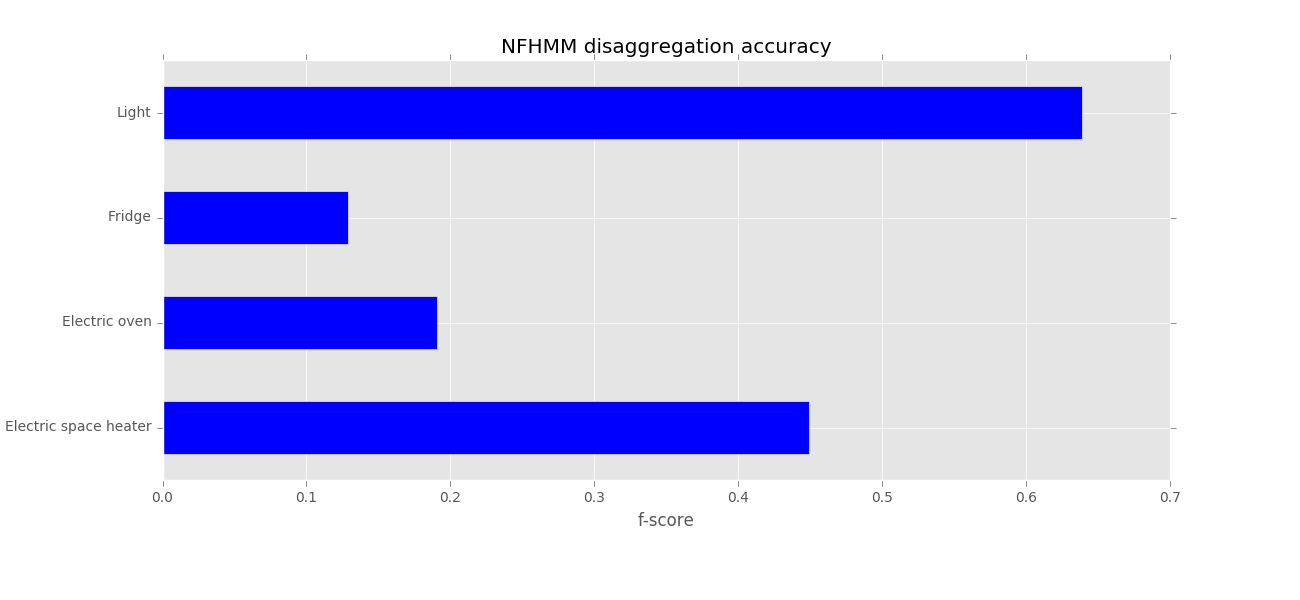 NFHMM disaggregation accuracy
Light
Fridge
Electric oven
Electric space heater
0.0 0.1 0.2 0.3 0.4 0.5 0.6 0.7
f-score